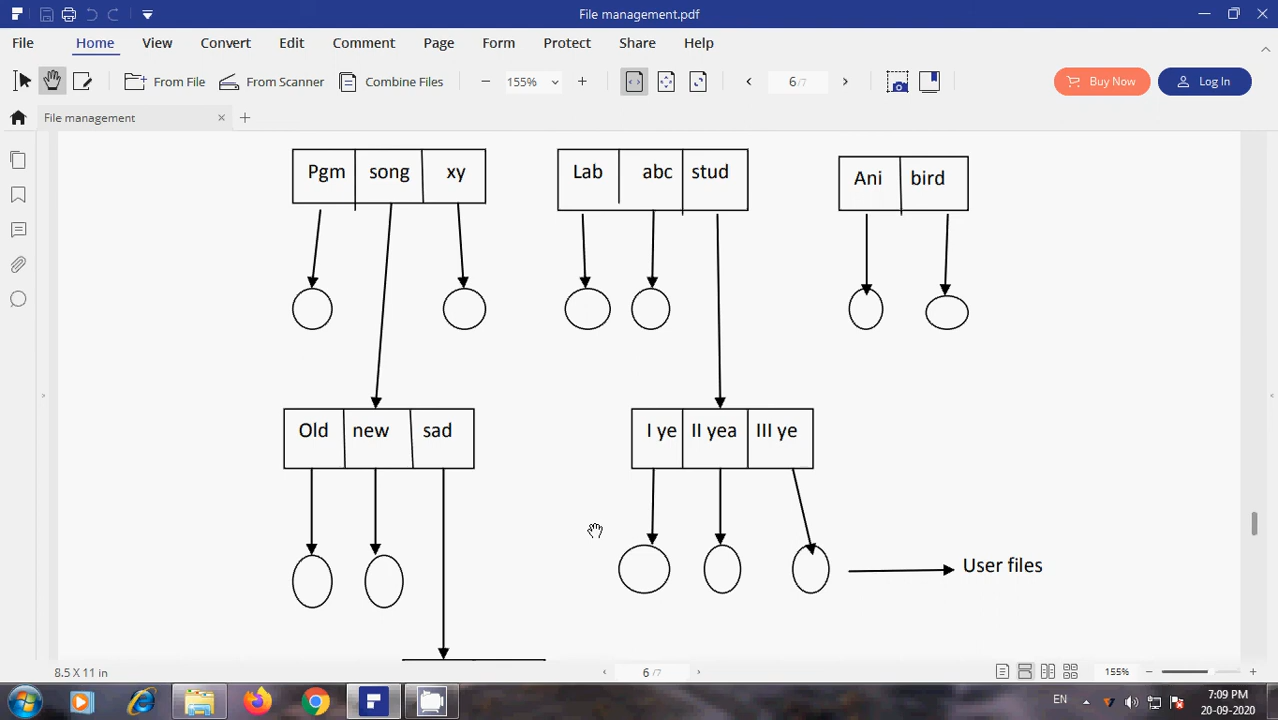 File management.pdf
File Home View Convert Edit Comment Page Form Protect Share Help
From File From Scanner Combine Files 155% 6/7 Buy Now Log In
File management
Pgm song xy Lab abc stud Ani bird
Old new sad I ye II yea III ye
User files
8.5 X 11 in 6/7 155%
EN 7:09 PM
20-09-2020